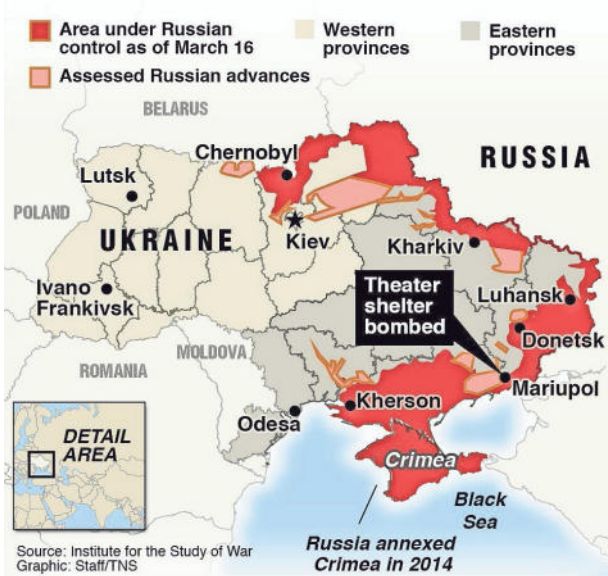 Area under Russian
control as of March 16
Western
provinces
Eastern
provinces
Assessed Russian advances
BELARUS
RUSSIA
Chernobyl
Lutsk
POLAND
UKRAINE
Kiev
Kharkiv
Theater
shelter
bombed
Ivano
Frankivsk
Luhansk
Donetsk
MOLDOVA
ROMANIA
Mariupol
Kherson
Odesa
DETAIL
AREA
Crimea
Black
Sea
Russia annexed
Crimea in 2014
Source: Institute for the Study of War
Graphic: Staff/TNS